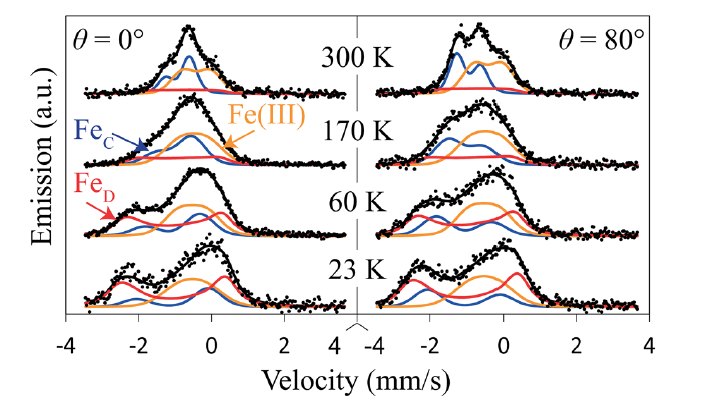 θ = 0°
300 K
θ = 80°
Fe(III)
Fe_C
170 K
Fe_D
60 K
23 K
Emission (a.u.)
-4 -2 0 2 4 -4 -2 0 2 4
Velocity (mm/s)